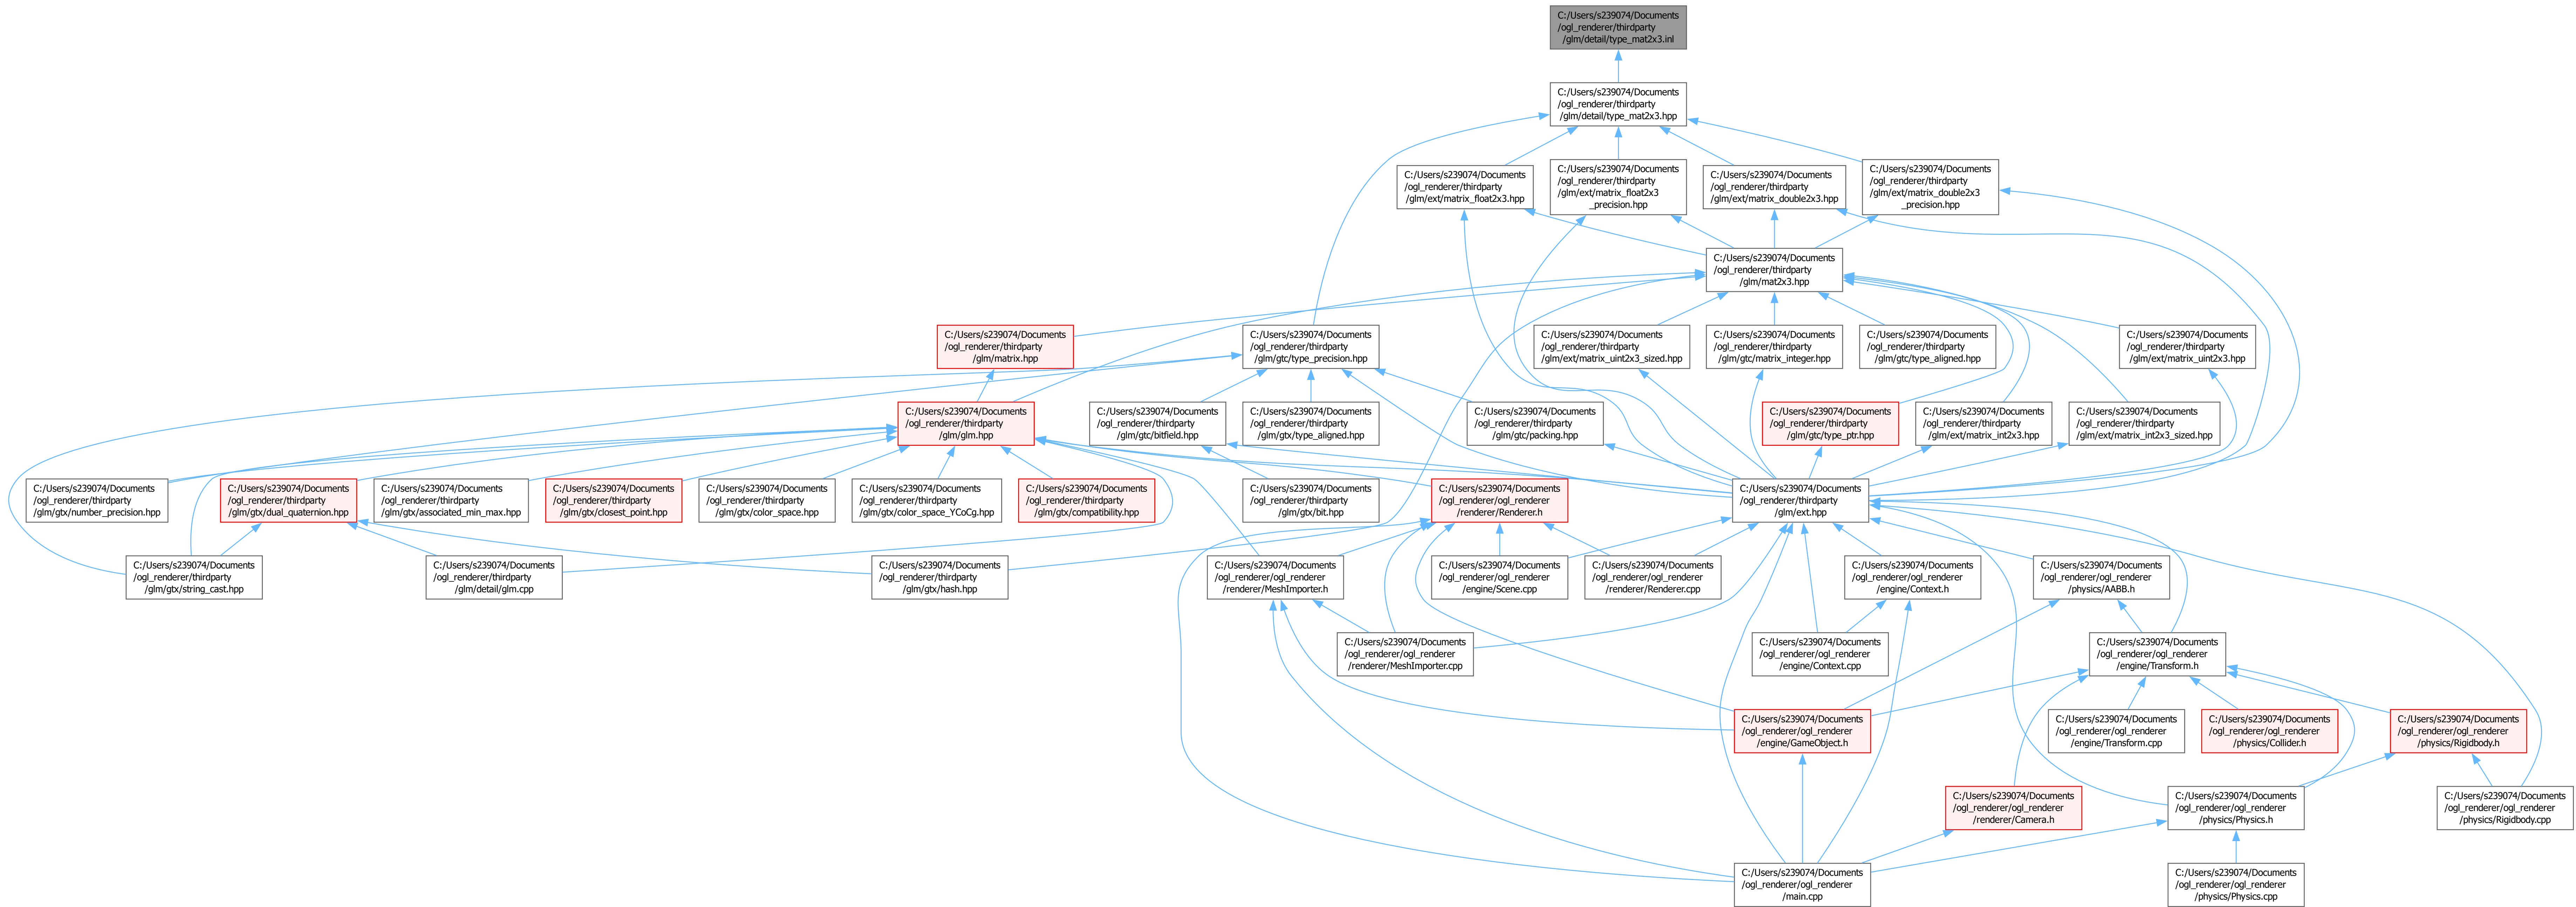 C:/Users/s239074/Documents
/ogl_renderer/thirdparty
/glm/detail/type_mat2x3.inl
C:/Users/s239074/Documents
/ogl_renderer/thirdparty
/glm/detail/type_mat2x3.hpp
C:/Users/s239074/Documents
/ogl_renderer/thirdparty
/glm/ext/matrix_float2x3.hpp
C:/Users/s239074/Documents
/ogl_renderer/thirdparty
/glm/ext/matrix_float2x3
_precision.hpp
C:/Users/s239074/Documents
/ogl_renderer/thirdparty
/glm/ext/matrix_double2x3.hpp
C:/Users/s239074/Documents
/ogl_renderer/thirdparty
/glm/ext/matrix_double2x3
_precision.hpp
C:/Users/s239074/Documents
/ogl_renderer/thirdparty
/glm/mat2x3.hpp
C:/Users/s239074/Documents
/ogl_renderer/thirdparty
/glm/matrix.hpp
C:/Users/s239074/Documents
/ogl_renderer/thirdparty
/glm/gtc/type_precision.hpp
C:/Users/s239074/Documents
/ogl_renderer/thirdparty
/glm/ext/matrix_uint2x3_sized.hpp
C:/Users/s239074/Documents
/ogl_renderer/thirdparty
/glm/gtc/matrix_integer.hpp
C:/Users/s239074/Documents
/ogl_renderer/thirdparty
/glm/gtc/type_aligned.hpp
C:/Users/s239074/Documents
/ogl_renderer/thirdparty
/glm/ext/matrix_uint2x3.hpp
C:/Users/s239074/Documents
/ogl_renderer/thirdparty
/glm/glm.hpp
C:/Users/s239074/Documents
/ogl_renderer/thirdparty
/glm/gtc/bitfield.hpp
C:/Users/s239074/Documents
/ogl_renderer/thirdparty
/glm/gtx/type_aligned.hpp
C:/Users/s239074/Documents
/ogl_renderer/thirdparty
/glm/gtc/packing.hpp
C:/Users/s239074/Documents
/ogl_renderer/thirdparty
/glm/gtc/type_ptr.hpp
C:/Users/s239074/Documents
/ogl_renderer/thirdparty
/glm/ext/matrix_int2x3.hpp
C:/Users/s239074/Documents
/ogl_renderer/thirdparty
/glm/ext/matrix_int2x3_sized.hpp
C:/Users/s239074/Documents
/ogl_renderer/thirdparty
/glm/gtx/number_precision.hpp
C:/Users/s239074/Documents
/ogl_renderer/thirdparty
/glm/gtx/dual_quaternion.hpp
C:/Users/s239074/Documents
/ogl_renderer/thirdparty
/glm/gtx/associated_min_max.hpp
C:/Users/s239074/Documents
/ogl_renderer/thirdparty
/glm/gtx/closest_point.hpp
C:/Users/s239074/Documents
/ogl_renderer/thirdparty
/glm/gtx/color_space.hpp
C:/Users/s239074/Documents
/ogl_renderer/thirdparty
/glm/gtx/color_space_YCoCg.hpp
C:/Users/s239074/Documents
/ogl_renderer/thirdparty
/glm/gtx/compatibility.hpp
C:/Users/s239074/Documents
/ogl_renderer/thirdparty
/glm/gtx/bit.hpp
C:/Users/s239074/Documents
/ogl_renderer/ogl_renderer
/renderer/Renderer.h
C:/Users/s239074/Documents
/ogl_renderer/thirdparty
/glm/ext.hpp
C:/Users/s239074/Documents
/ogl_renderer/thirdparty
/glm/gtx/string_cast.hpp
C:/Users/s239074/Documents
/ogl_renderer/thirdparty
/glm/detail/glm.cpp
C:/Users/s239074/Documents
/ogl_renderer/thirdparty
/glm/gtx/hash.hpp
C:/Users/s239074/Documents
/ogl_renderer/ogl_renderer
/renderer/MeshImporter.h
C:/Users/s239074/Documents
/ogl_renderer/ogl_renderer
/engine/Scene.cpp
C:/Users/s239074/Documents
/ogl_renderer/ogl_renderer
/renderer/Renderer.cpp
C:/Users/s239074/Documents
/ogl_renderer/ogl_renderer
/engine/Context.h
C:/Users/s239074/Documents
/ogl_renderer/ogl_renderer
/physics/AABB.h
C:/Users/s239074/Documents
/ogl_renderer/ogl_renderer
/renderer/MeshImporter.cpp
C:/Users/s239074/Documents
/ogl_renderer/ogl_renderer
/engine/Context.cpp
C:/Users/s239074/Documents
/ogl_renderer/ogl_renderer
/engine/Transform.h
C:/Users/s239074/Documents
/ogl_renderer/ogl_renderer
/engine/GameObject.h
C:/Users/s239074/Documents
/ogl_renderer/ogl_renderer
/engine/Transform.cpp
C:/Users/s239074/Documents
/ogl_renderer/ogl_renderer
/physics/Collider.h
C:/Users/s239074/Documents
/ogl_renderer/ogl_renderer
/physics/Rigidbody.h
C:/Users/s239074/Documents
/ogl_renderer/ogl_renderer
/renderer/Camera.h
C:/Users/s239074/Documents
/ogl_renderer/ogl_renderer
/physics/Physics.h
C:/Users/s239074/Documents
/ogl_renderer/ogl_renderer
/physics/Rigidbody.cpp
C:/Users/s239074/Documents
/ogl_renderer/ogl_renderer
/main.cpp
C:/Users/s239074/Documents
/ogl_renderer/ogl_renderer
/physics/Physics.cpp